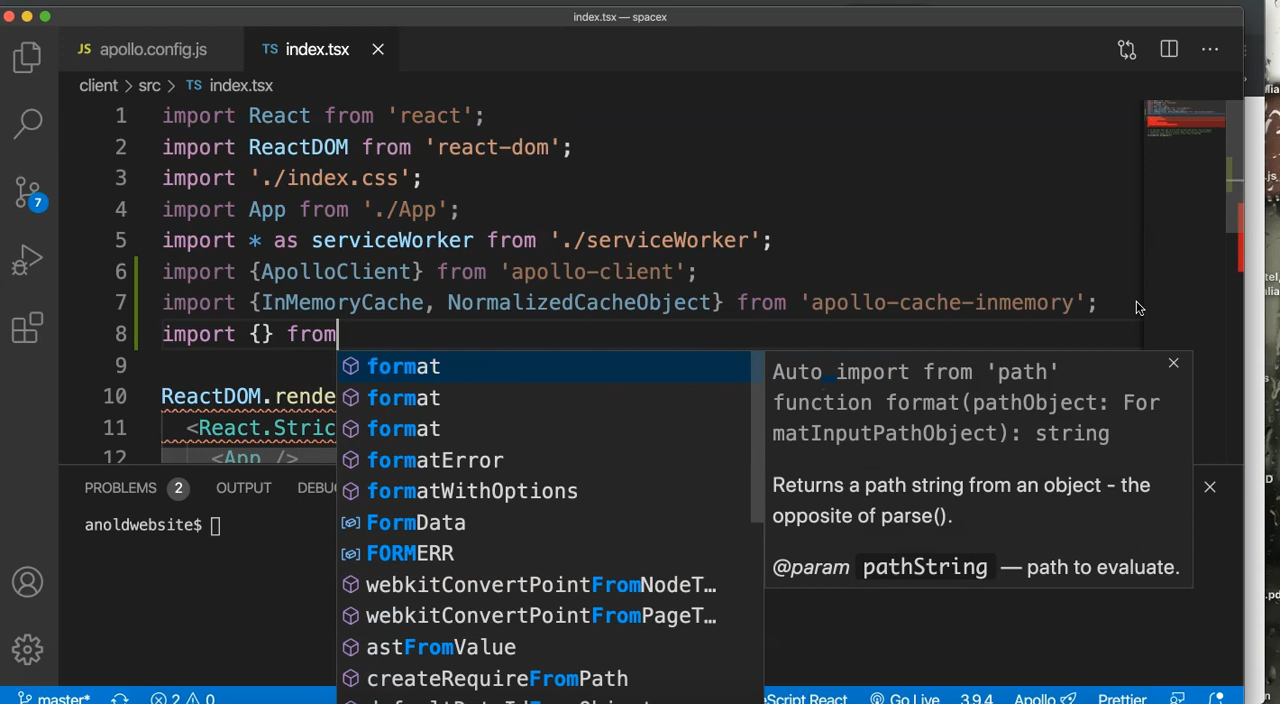 index.tsx — spacex
JS apollo.config.js
TS index.tsx
client > src > TS index.tsx
1 import React from 'react';
2 import ReactDOM from 'react-dom';
3 import './index.css';
4 import App from './App';
5 import * as serviceWorker from './serviceWorker';
6 import {ApolloClient} from 'apollo-client';
7 import {InMemoryCache, NormalizedCacheObject} from 'apollo-cache-inmemory';
8 import {} from
9
10 ReactDOM.rende
11 <React.Stric
12 <App />
format
format
format
formatError
formatWithOptions
FormData
FORMERR
webkitConvertPointFromNodeT…
webkitConvertPointFromPageT…
astFromValue
createRequireFromPath
Auto import from 'path'
function format(pathObject: For
matInputPathObject): string
Returns a path string from an object - the
opposite of parse().
@param pathString — path to evaluate.
7
PROBLEMS 2 OUTPUT DEBU
anoldwebsite$
master* 2 0 eScript React Go Live 3.9.4 Apollo Prettier